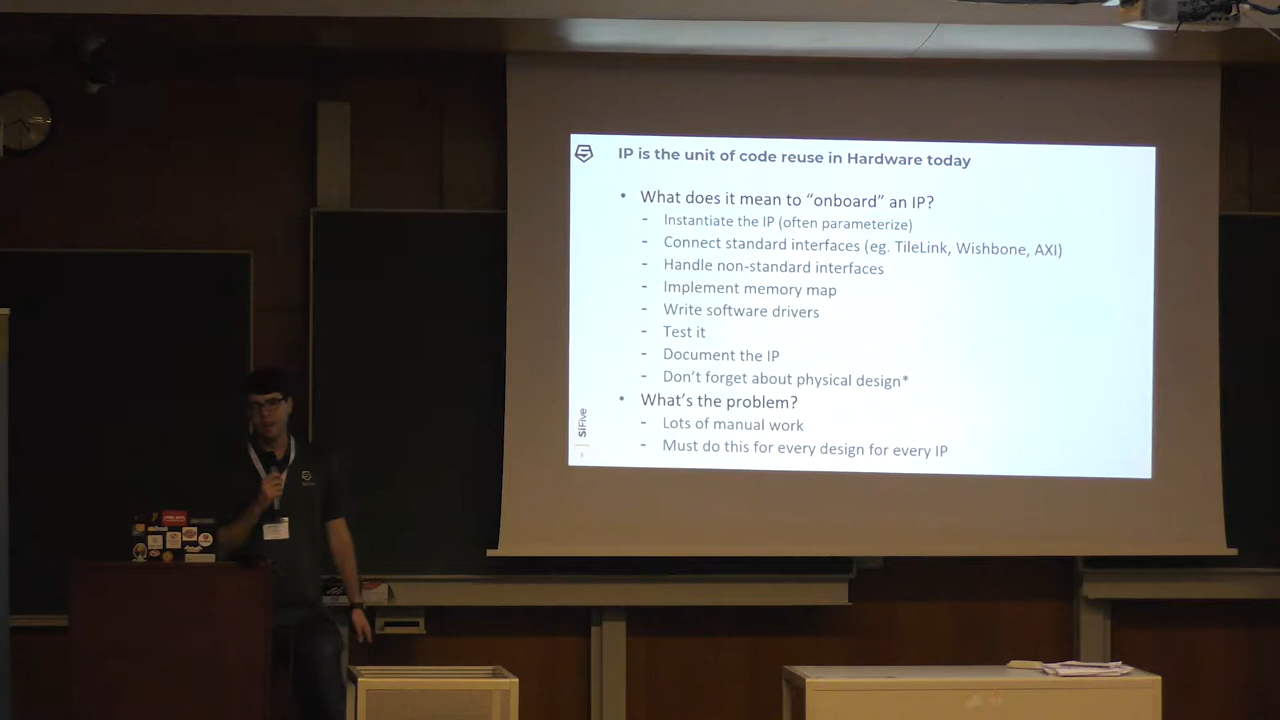 IP is the unit of code reuse in Hardware today
• What does it mean to “onboard” an IP?
- Instantiate the IP (often parameterize)
- Connect standard interfaces (eg. TileLink, Wishbone, AXI)
- Handle non-standard interfaces
- Implement memory map
- Write software drivers
- Test it
- Document the IP
- Don’t forget about physical design*
• What’s the problem?
- Lots of manual work
- Must do this for every design for every IP
SiFive